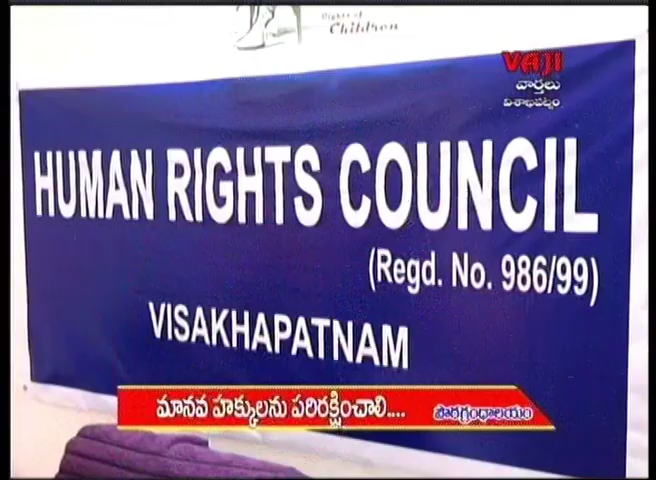 Rights of
Children
VAJI
వార్తలు
విశాఖపట్నం
HUMAN RIGHTS COUNCIL
(Regd. No. 986/99)
VISAKHAPATNAM
మానవ హక్కులను పరిరక్షించాలి....
పౌరగ్రంధాలయం